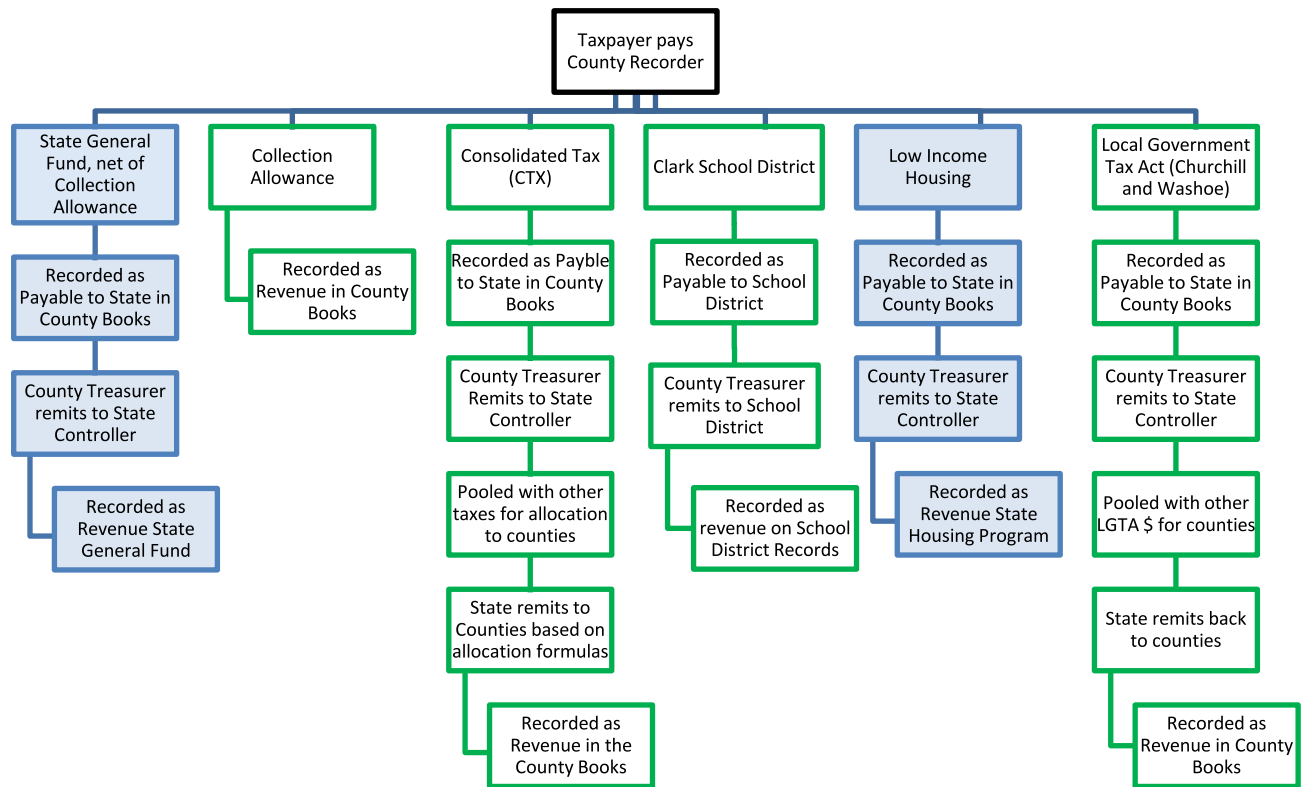 Taxpayer pays
County Recorder
State General
Fund, net of
Collection
Allowance
Recorded as
Payable to State in
County Books
County Treasurer
remits to State
Controller
Recorded as
Revenue State
General Fund
Collection
Allowance
Recorded as
Revenue in County
Books
Consolidated Tax
(CTX)
Recorded as Payble
to State in County
Books
County Treasurer
Remits to State
Controller
Pooled with other
taxes for allocation
to counties
State remits to
Counties based on
allocation formulas
Recorded as
Revenue in the
County Books
Clark School District
Recorded as
Payable to School
District
County Treasurer
remits to School
District
Recorded as
revenue on School
District Records
Low Income
Housing
Recorded as
Payable to State in
County Books
County Treasurer
remits to State
Controller
Recorded as
Revenue State
Housing Program
Local Government
Tax Act (Churchill
and Washoe)
Recorded as
Payable to State in
County Books
County Treasurer
remits to State
Controller
Pooled with other
LGTA $ for counties
State remits back
to counties
Recorded as
Revenue in County
Books